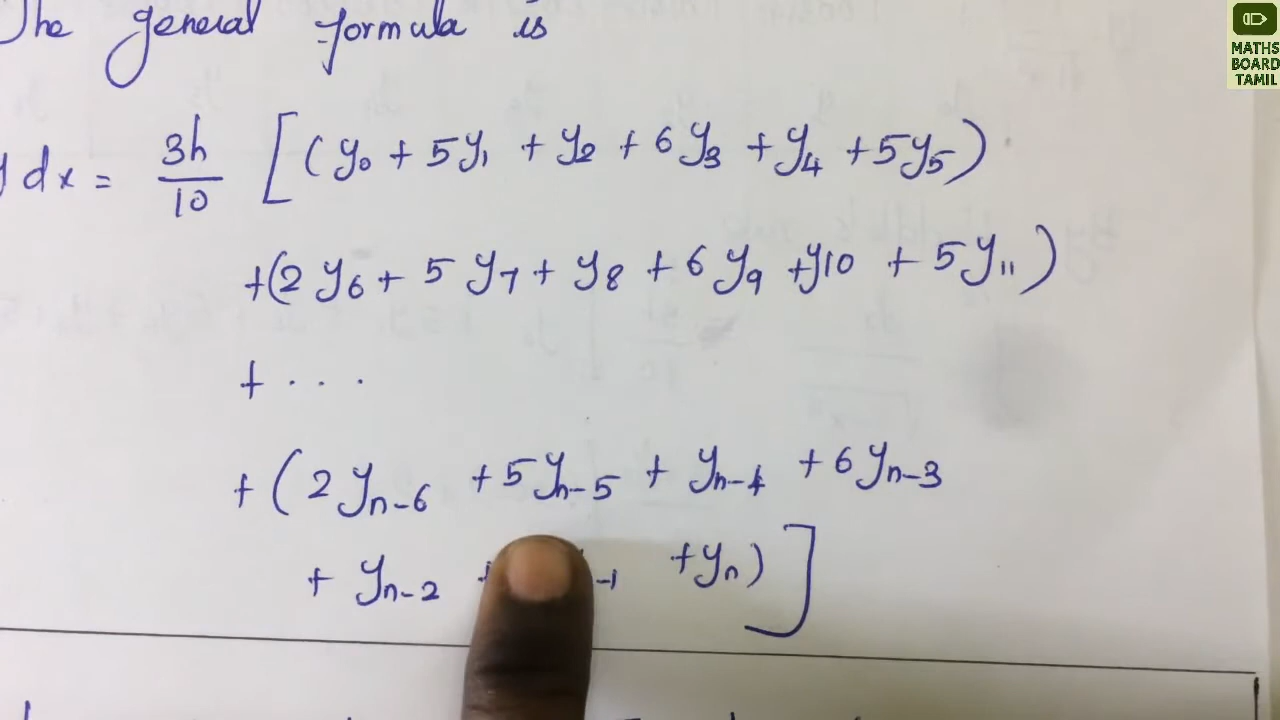 The general formula is
MATHS
BOARD
TAMIL
y dx = 3h/10 [(y₀ + 5y₁ + y₂ + 6y₃ + y₄ + 5y₅)
+(2y₆ + 5y₇ + y₈ + 6y₉ + y10 + 5y₁₁)
+ . . .
+ (2yₙ₋₆ + 5yₙ₋₅ + yₙ₋₄ + 6yₙ₋₃
+ yₙ₋₂ + ₋₁ + yₙ)]